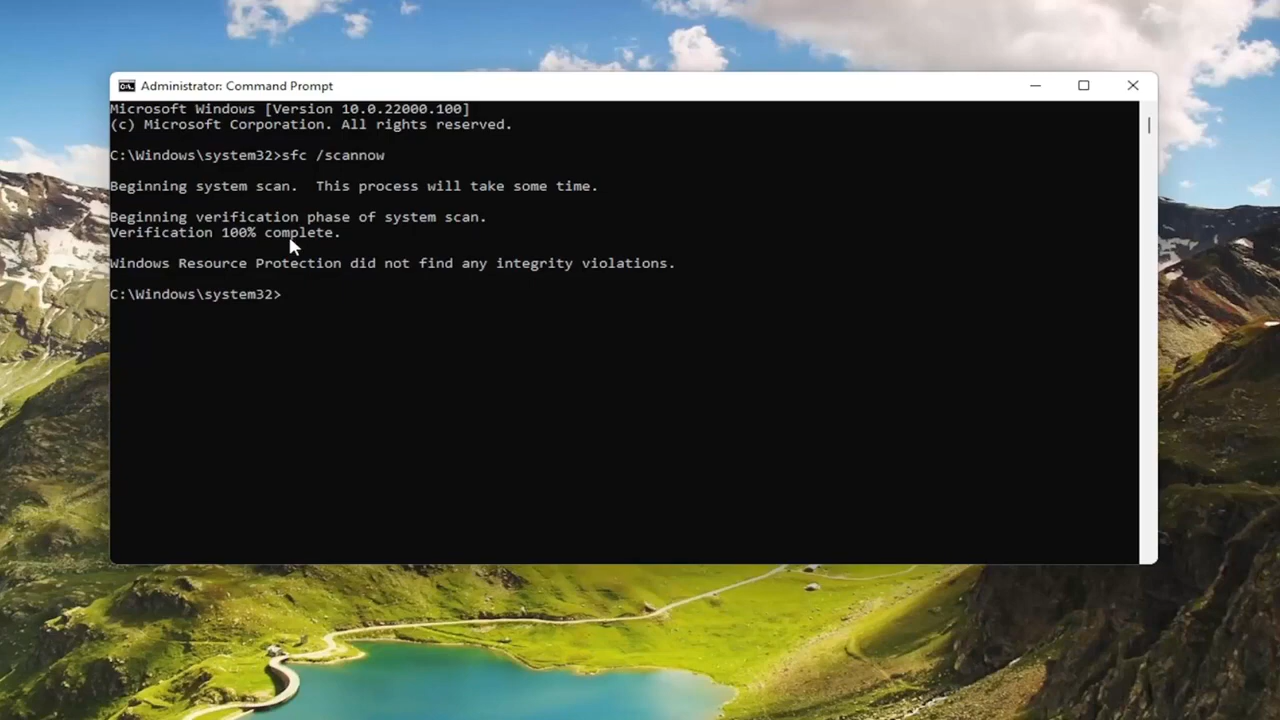 Administrator: Command Prompt
Microsoft Windows [Version 10.0.22000.100]
(c) Microsoft Corporation. All rights reserved.
C:\Windows\system32>sfc /scannow
Beginning system scan.  This process will take some time.
Beginning verification phase of system scan.
Verification 100% complete.
Windows Resource Protection did not find any integrity violations.
C:\Windows\system32>